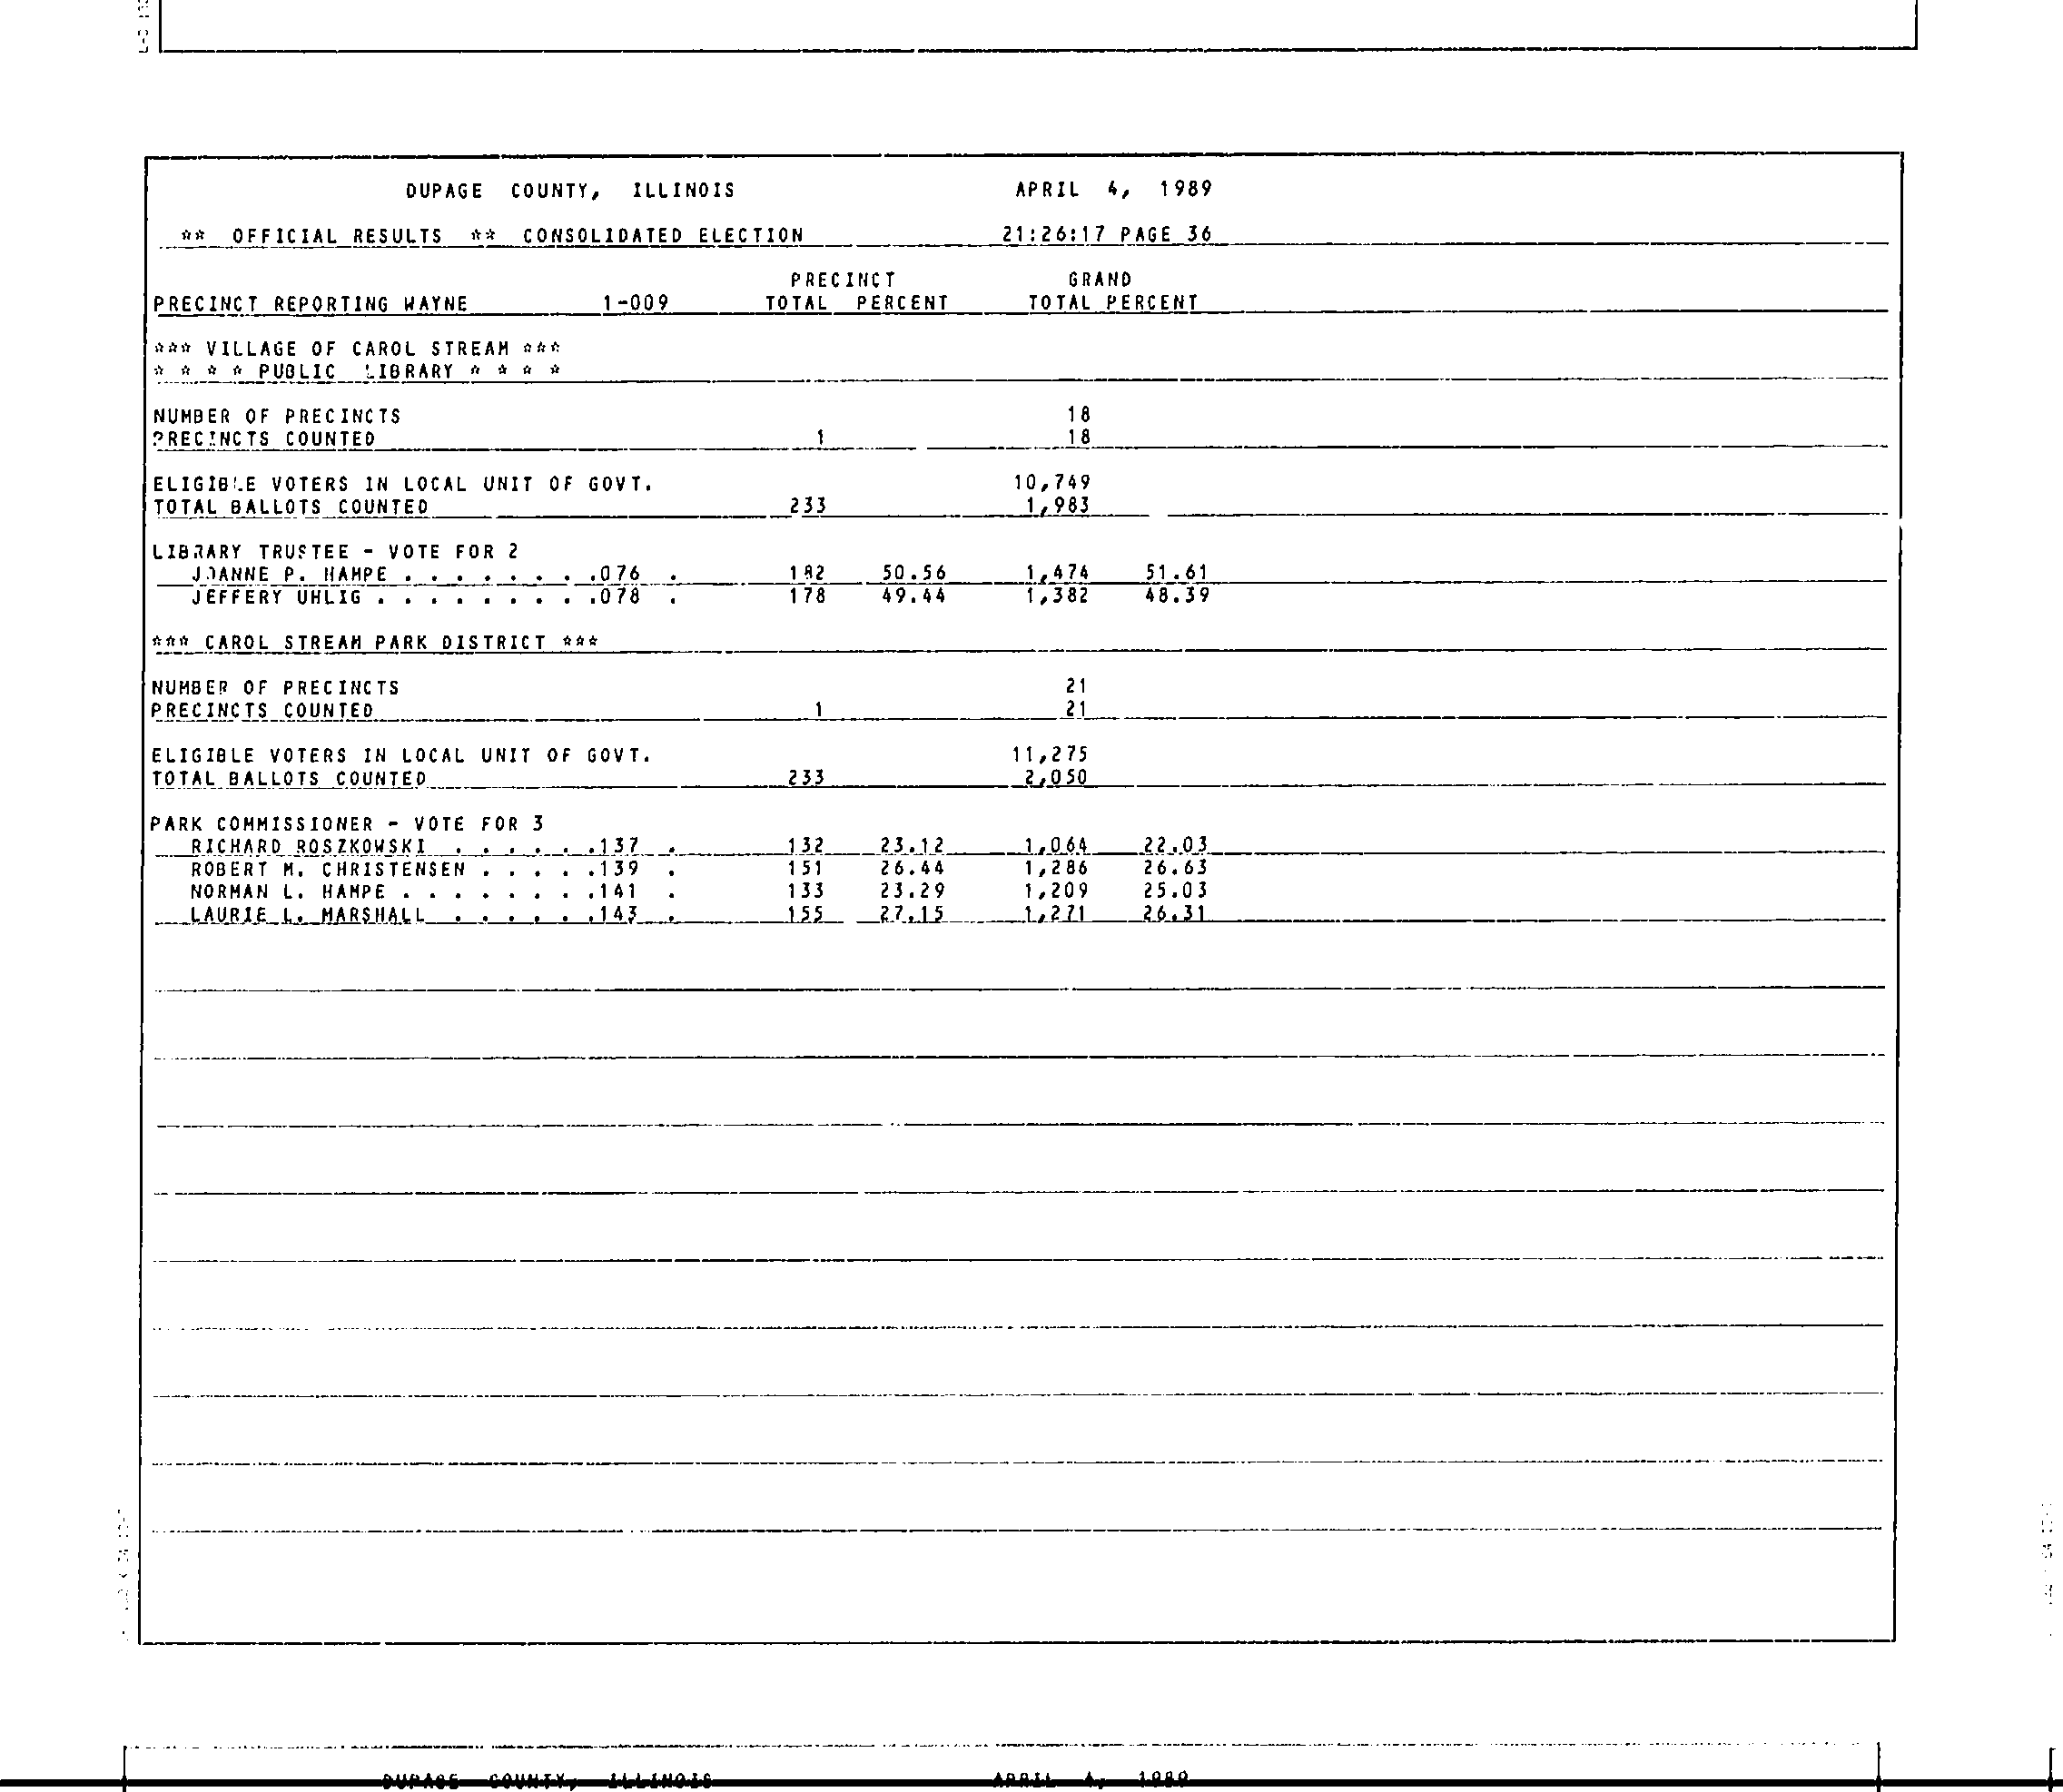 DUPAGE COUNTY, ILLINOIS APRIL 4, 1989
** OFFICIAL RESULTS ** CONSOLIDATED ELECTION 21:26:17 PAGE 36
PRECINCT GRAND
PRECINCT REPORTING WAYNE 1-009 TOTAL PERCENT TOTAL PERCENT
*** VILLAGE OF CAROL STREAM ***
* * * * PUBLIC LIBRARY * * * *
NUMBER OF PRECINCTS 18
PRECINCTS COUNTED 1 18
ELIGIBLE VOTERS IN LOCAL UNIT OF GOVT. 10,749
TOTAL BALLOTS COUNTED 233 1,983
LIBRARY TRUSTEE - VOTE FOR 2
JOANNE P. HAMPE . . . . . . . .076 . 182 50.56 1,474 51.61
JEFFERY UHLIG . . . . . . . . .078 . 178 49.44 1,382 48.39
*** CAROL STREAM PARK DISTRICT ***
NUMBER OF PRECINCTS 21
PRECINCTS COUNTED 1 21
ELIGIBLE VOTERS IN LOCAL UNIT OF GOVT. 11,275
TOTAL BALLOTS COUNTED 233 2,050
PARK COMMISSIONER - VOTE FOR 3
RICHARD ROSZKOWSKI . . . . . .137 . 132 23.12 1,064 22.03
ROBERT M. CHRISTENSEN . . . . .139 . 151 26.44 1,286 26.63
NORMAN L. HAMPE . . . . . . . .141 . 133 23.29 1,209 25.03
LAURIE L. MARSHALL . . . . . .143 . 155 27.15 1,271 26.31
DUPAGE COUNTY, ILLINOIS APRIL 4, 1989